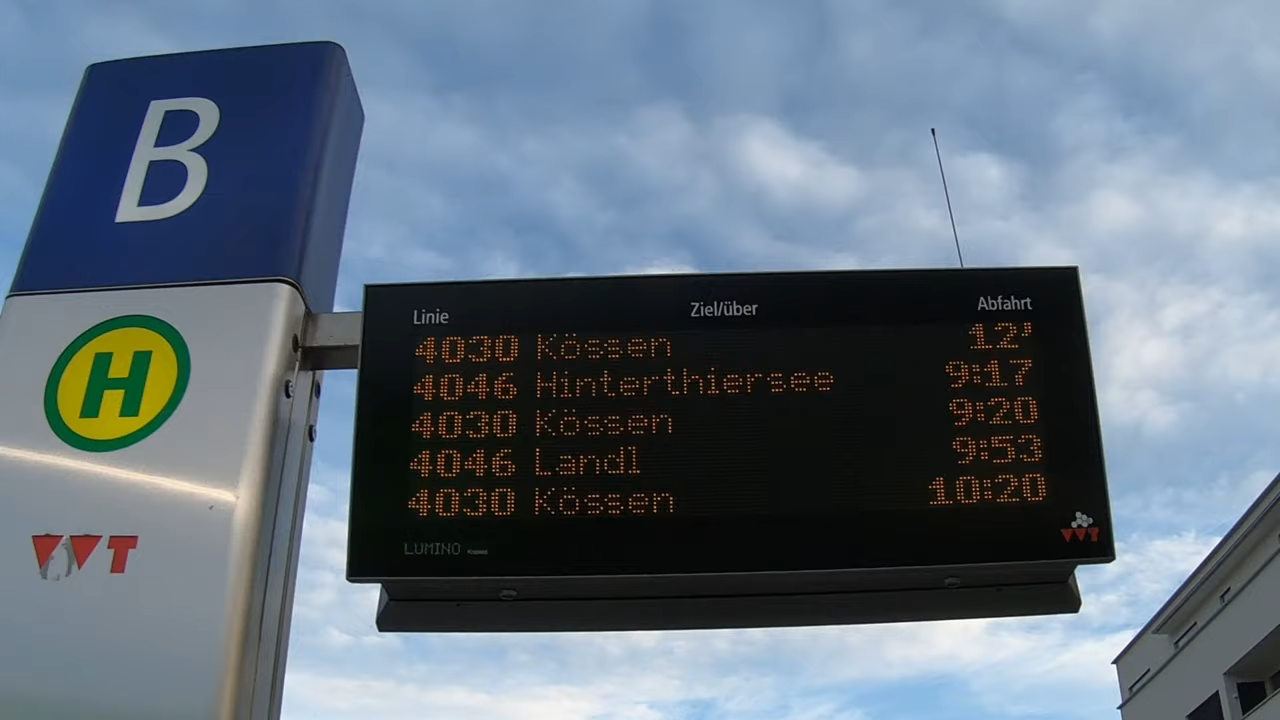 B
H
VVT
Linie Ziel/über Abfahrt
4030 Kössen 12'
4046 Hinterthiersee 9:17
4030 Kössen 9:20
4046 Landl 9:53
4030 Kössen 10:20
LUMINO
VVT